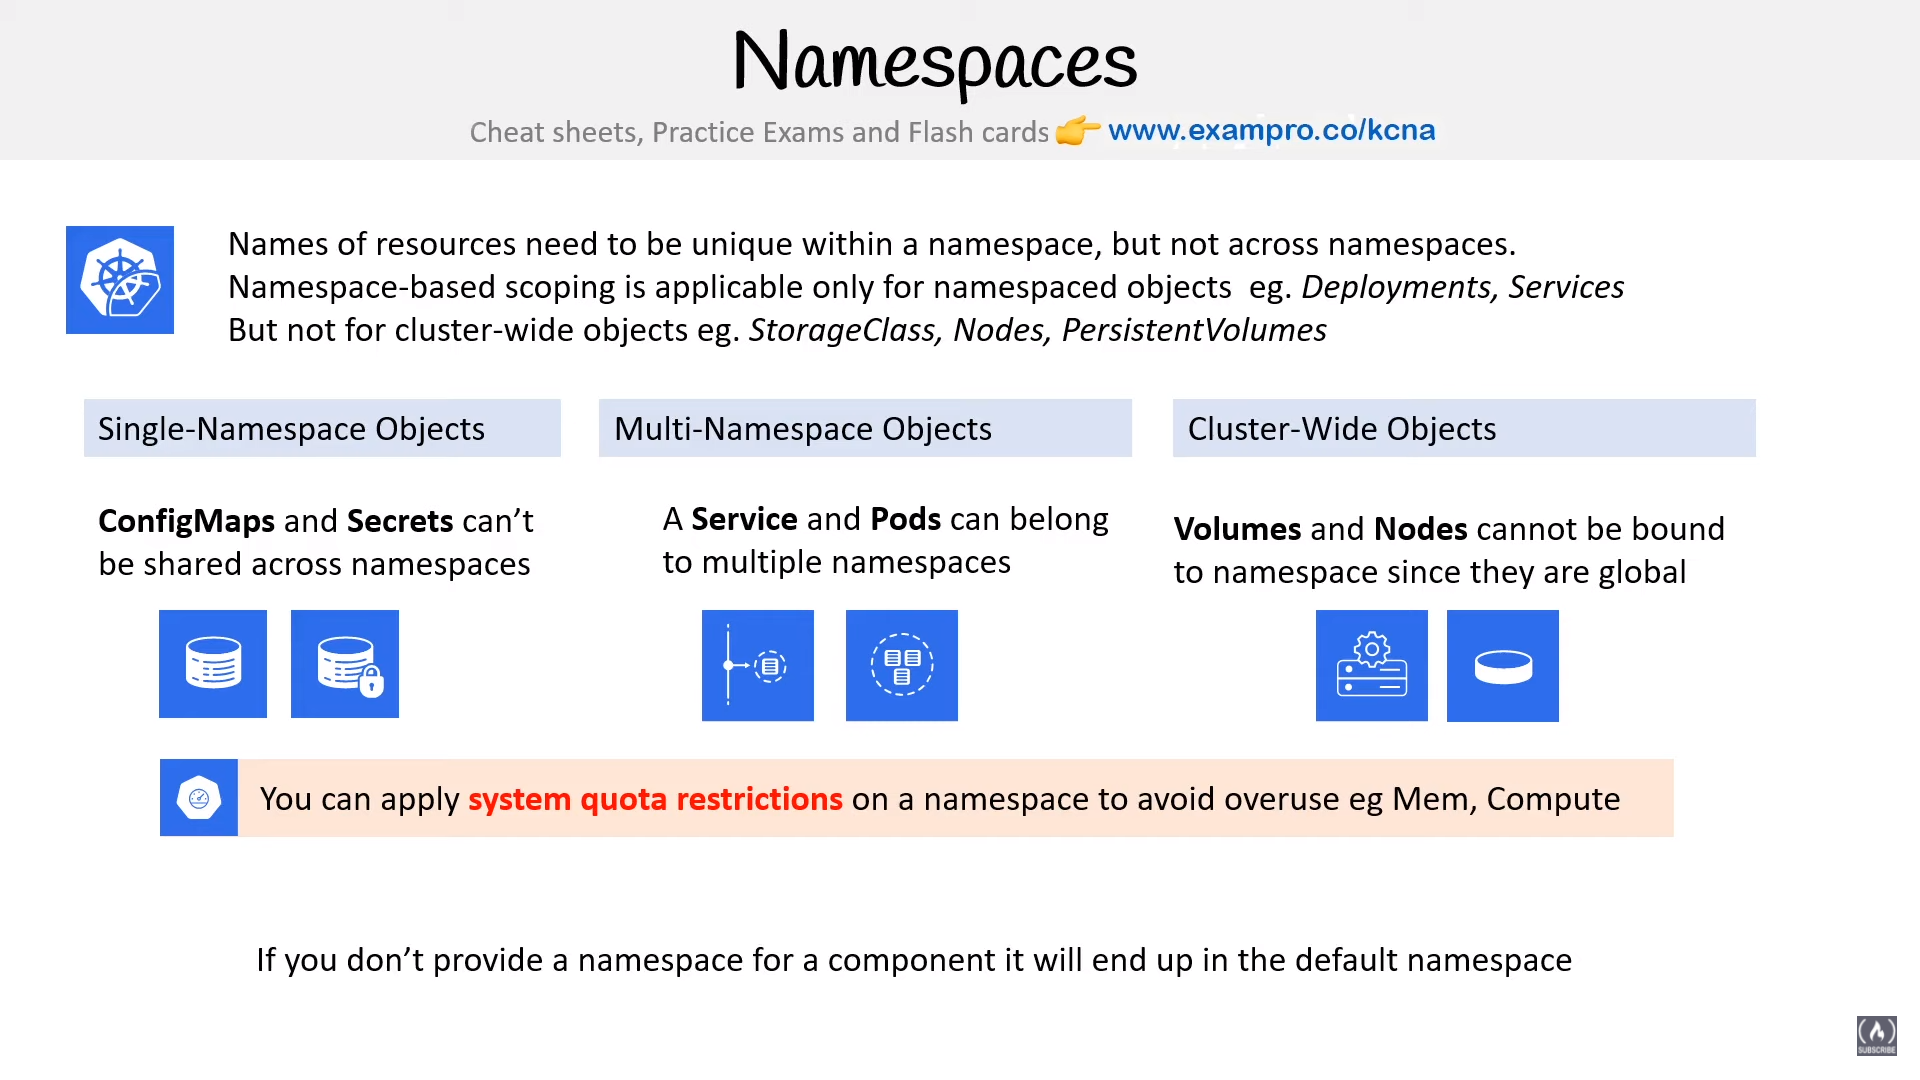 Namespaces
Cheat sheets, Practice Exams and Flash cards 👉 www.exampro.co/kcna
Names of resources need to be unique within a namespace, but not across namespaces.
Namespace-based scoping is applicable only for namespaced objects  eg. Deployments, Services
But not for cluster-wide objects eg. StorageClass, Nodes, PersistentVolumes
Single-Namespace Objects
ConfigMaps and Secrets can’t
be shared across namespaces
Multi-Namespace Objects
A Service and Pods can belong
to multiple namespaces
Cluster-Wide Objects
Volumes and Nodes cannot be bound
to namespace since they are global
You can apply system quota restrictions on a namespace to avoid overuse eg Mem, Compute
If you don’t provide a namespace for a component it will end up in the default namespace
SUBSCRIBE